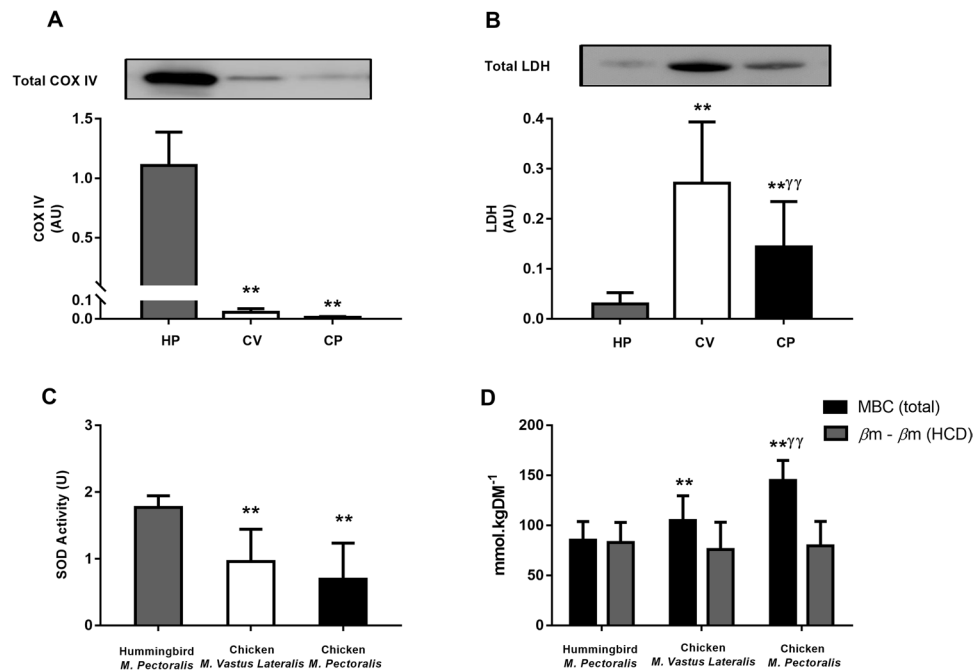 A
Total COX IV
1.5
1.0
0.5
0.1
0.0
COX IV
(AU)
**
**
HP
CV
CP
B
Total LDH
0.4
0.3
0.2
0.1
0.0
LDH
(AU)
**
**γγ
HP
CV
CP
C
3
2
1
0
SOD Activity (U)
**
**
Hummingbird
M. Pectoralis
Chicken
M. Vastus Lateralis
Chicken
M. Pectoralis
D
MBC (total)
βm - βm (HCD)
200
150
100
50
0
mmol.kgDM⁻¹
**
**γγ
Hummingbird
M. Pectoralis
Chicken
M. Vastus Lateralis
Chicken
M. Pectoralis